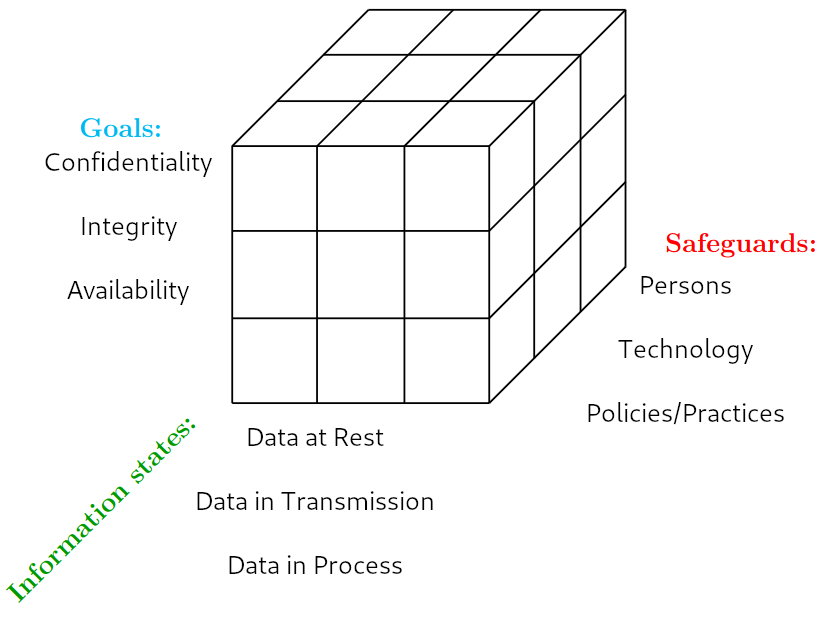 Goals:
Confidentiality
Integrity
Availability
Safeguards:
Persons
Technology
Policies/Practices
Information states:
Data at Rest
Data in Transmission
Data in Process